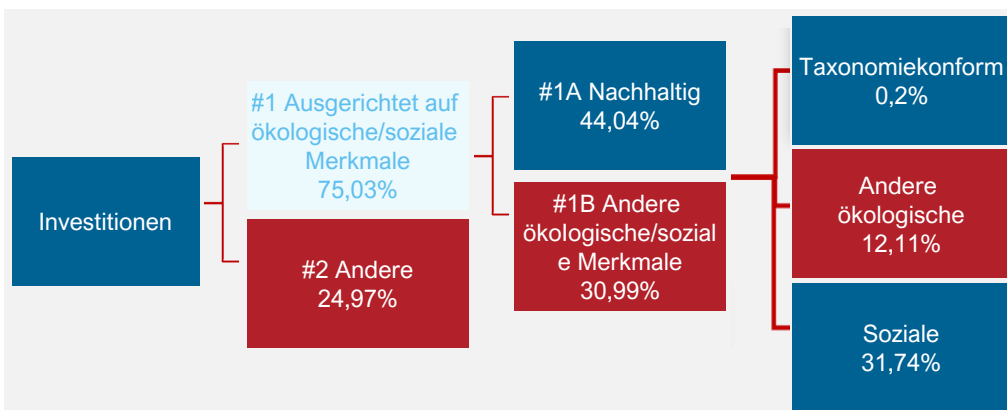 Investitionen
#1 Ausgerichtet auf
ökologische/soziale
Merkmale
75,03%
#2 Andere
24,97%
#1A Nachhaltig
44,04%
#1B Andere
ökologische/sozial
e Merkmale
30,99%
Taxonomiekonform
0,2%
Andere
ökologische
12,11%
Soziale
31,74%